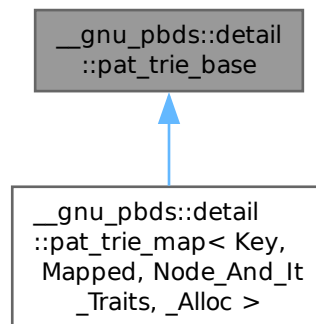 __gnu_pbds::detail
::pat_trie_base
__gnu_pbds::detail
::pat_trie_map< Key,
Mapped, Node_And_It
_Traits, _Alloc >